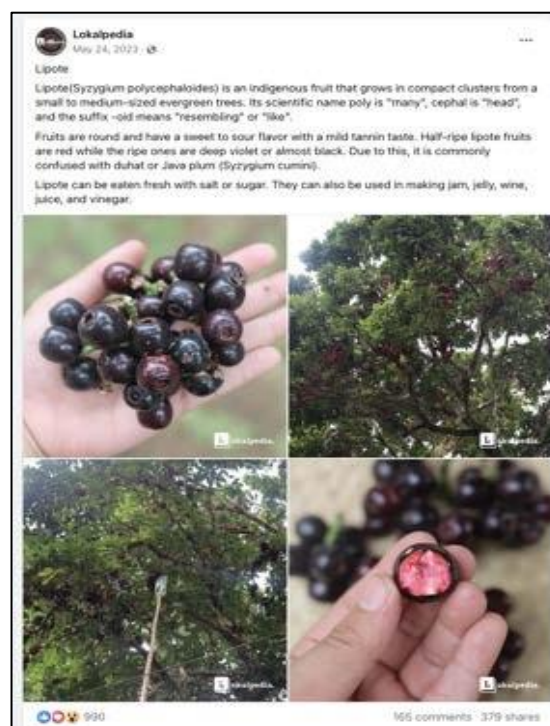 Lokalpedia
May 24, 2023 ·
Lipote
Lipote(Syzygium polycephaloides) is an indigenous fruit that grows in compact clusters from a
small to medium-sized evergreen trees. Its scientific name poly is "many", cephal is "head",
and the suffix -oid means "resembling" or "like".
Fruits are round and have a sweet to sour flavor with a mild tannin taste. Half-ripe lipote fruits
are red while the ripe ones are deep violet or almost black. Due to this, it is commonly
confused with duhat or Java plum (Syzygium cumini).
Lipote can be eaten fresh with salt or sugar. They can also be used in making jam, jelly, wine,
juice, and vinegar.
L lokalpedia.
L lokalpedia.
L lokalpedia.
L lokalpedia.
990
165 comments · 379 shares